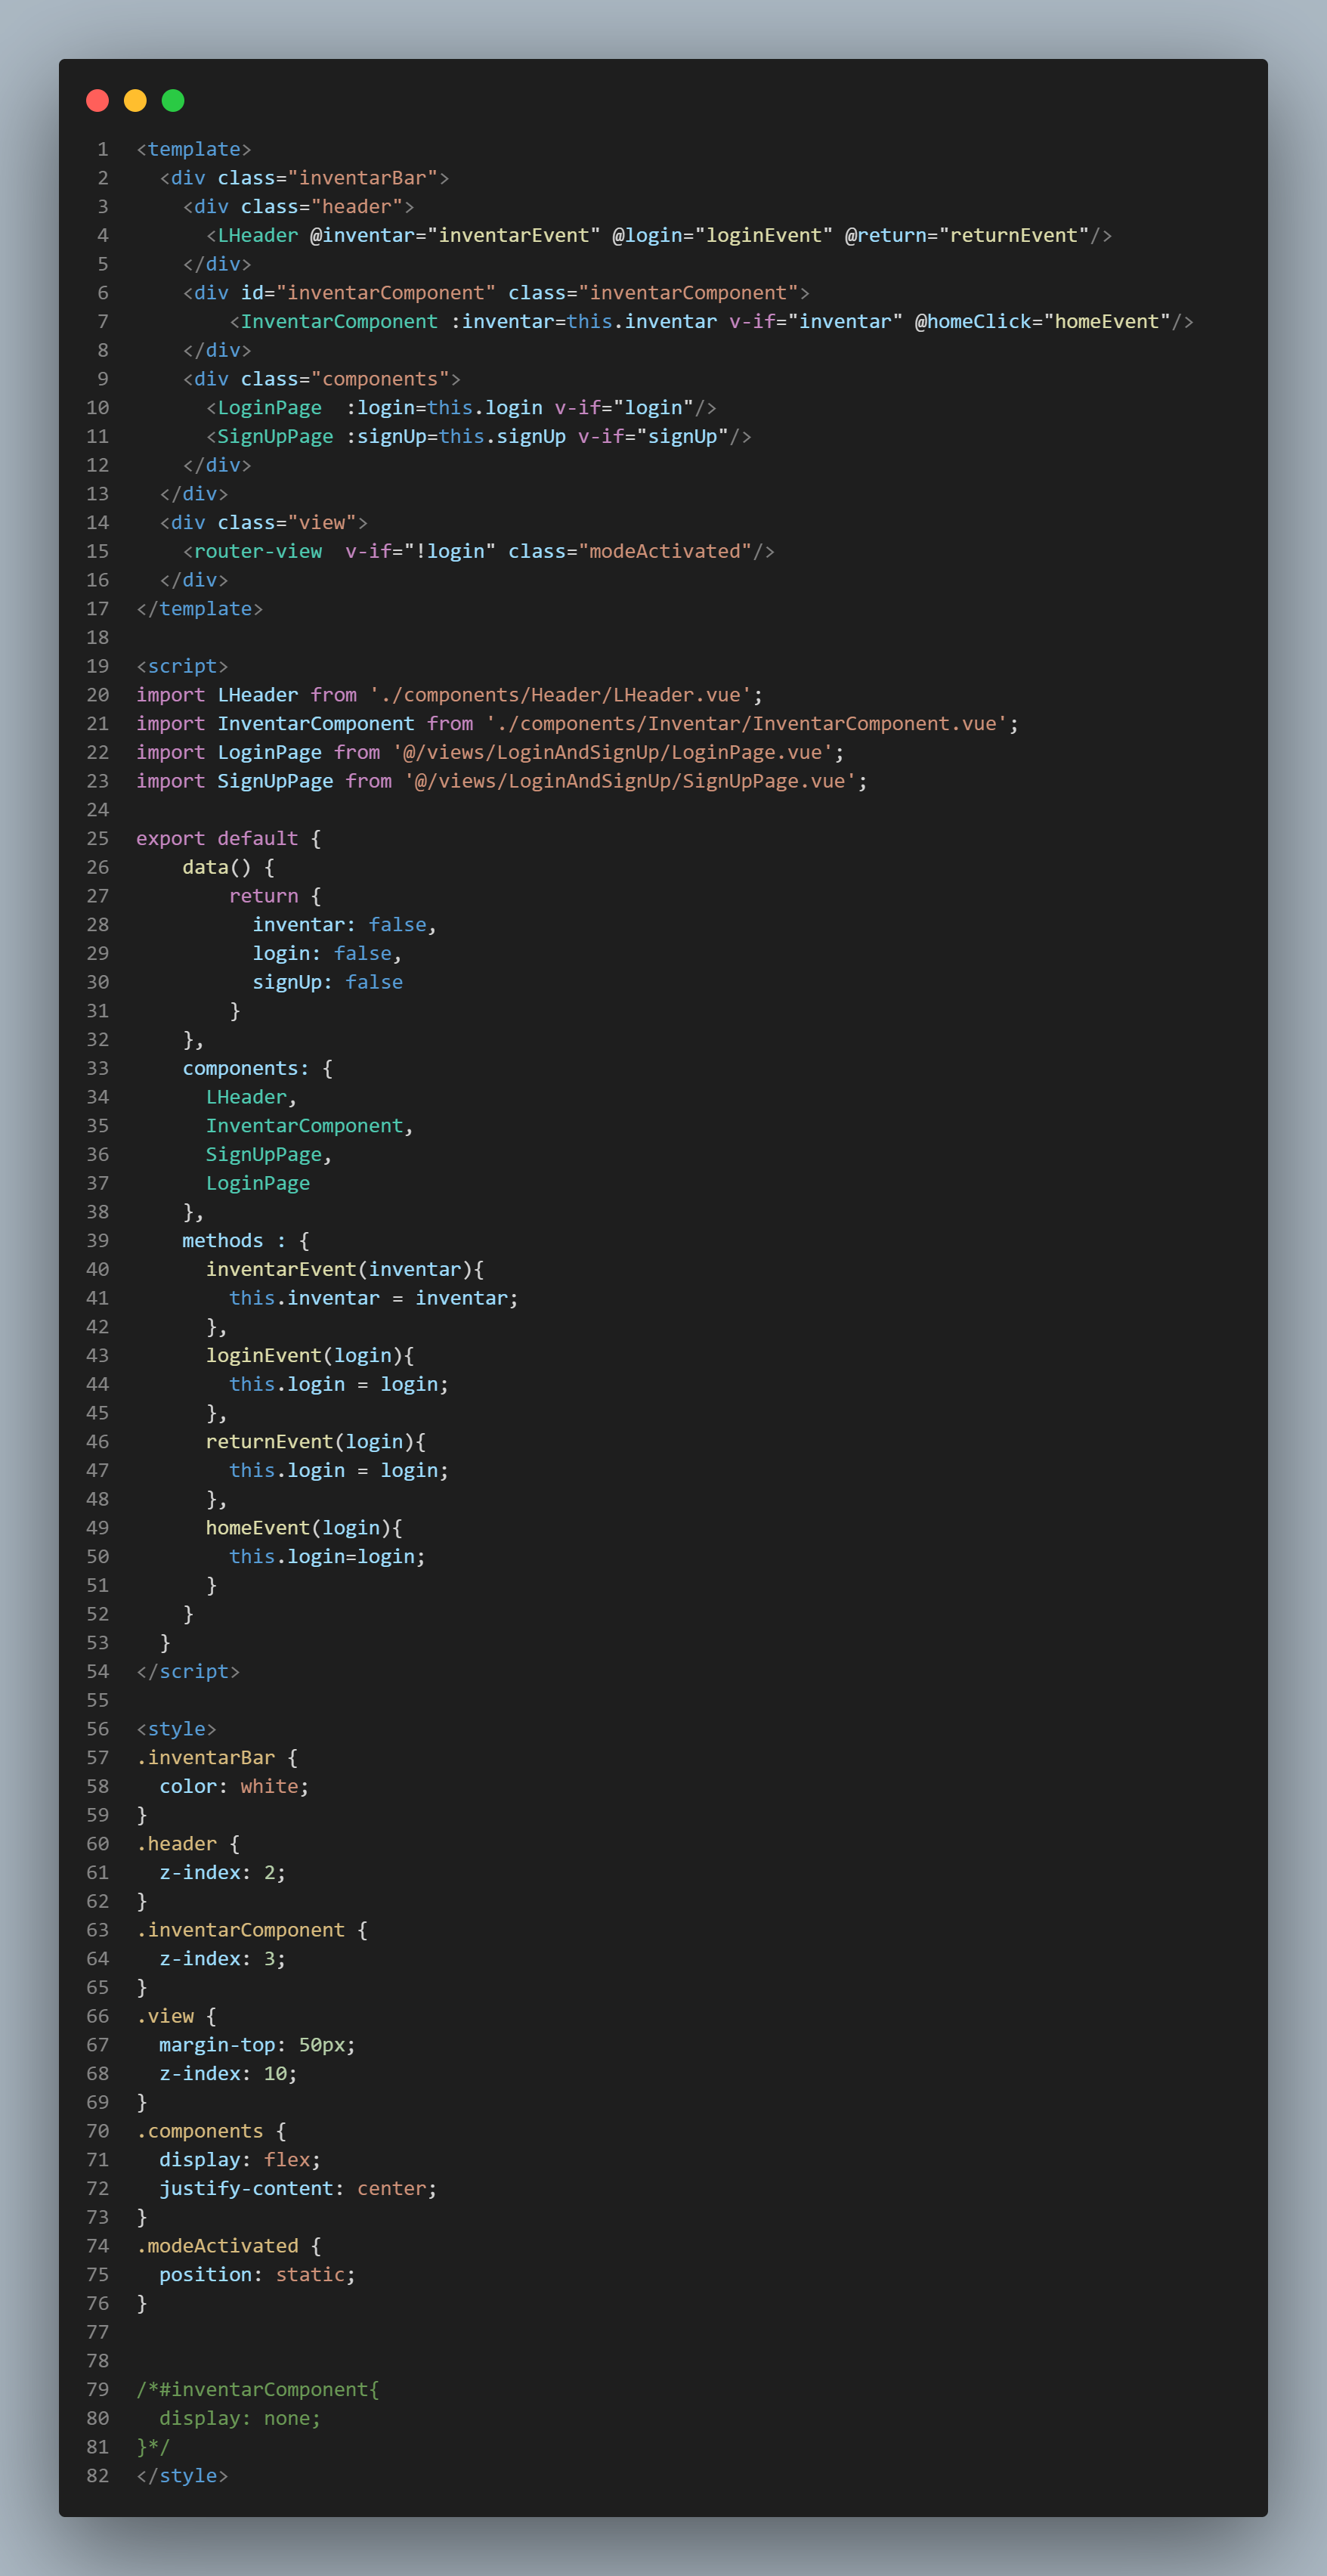 1 <template>
2   <div class="inventarBar">
3     <div class="header">
4       <LHeader @inventar="inventarEvent" @login="loginEvent" @return="returnEvent"/>
5     </div>
6     <div id="inventarComponent" class="inventarComponent">
7         <InventarComponent :inventar=this.inventar v-if="inventar" @homeClick="homeEvent"/>
8     </div>
9     <div class="components">
10       <LoginPage  :login=this.login v-if="login"/>
11       <SignUpPage :signUp=this.signUp v-if="signUp"/>
12     </div>
13   </div>
14   <div class="view">
15     <router-view  v-if="!login" class="modeActivated"/>
16   </div>
17 </template>
18
19 <script>
20 import LHeader from './components/Header/LHeader.vue';
21 import InventarComponent from './components/Inventar/InventarComponent.vue';
22 import LoginPage from '@/views/LoginAndSignUp/LoginPage.vue';
23 import SignUpPage from '@/views/LoginAndSignUp/SignUpPage.vue';
24
25 export default {
26     data() {
27         return {
28           inventar: false,
29           login: false,
30           signUp: false
31         }
32     },
33     components: {
34       LHeader,
35       InventarComponent,
36       SignUpPage,
37       LoginPage
38     },
39     methods : {
40       inventarEvent(inventar){
41         this.inventar = inventar;
42       },
43       loginEvent(login){
44         this.login = login;
45       },
46       returnEvent(login){
47         this.login = login;
48       },
49       homeEvent(login){
50         this.login=login;
51       }
52     }
53   }
54 </script>
55
56 <style>
57 .inventarBar {
58   color: white;
59 }
60 .header {
61   z-index: 2;
62 }
63 .inventarComponent {
64   z-index: 3;
65 }
66 .view {
67   margin-top: 50px;
68   z-index: 10;
69 }
70 .components {
71   display: flex;
72   justify-content: center;
73 }
74 .modeActivated {
75   position: static;
76 }
77
78
79 /*#inventarComponent{
80   display: none;
81 }*/
82 </style>